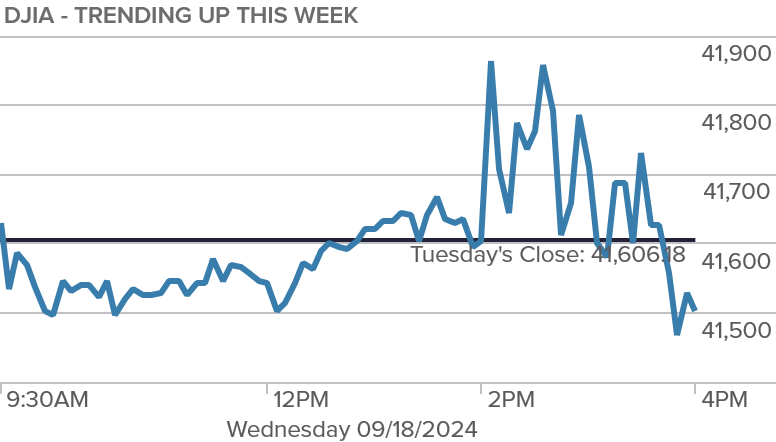 DJIA - TRENDING UP THIS WEEK
41,900
41,800
41,700
Tuesday's Close: 41,606.18
41,600
41,500
9:30AM 12PM 2PM 4PM
Wednesday 09/18/2024